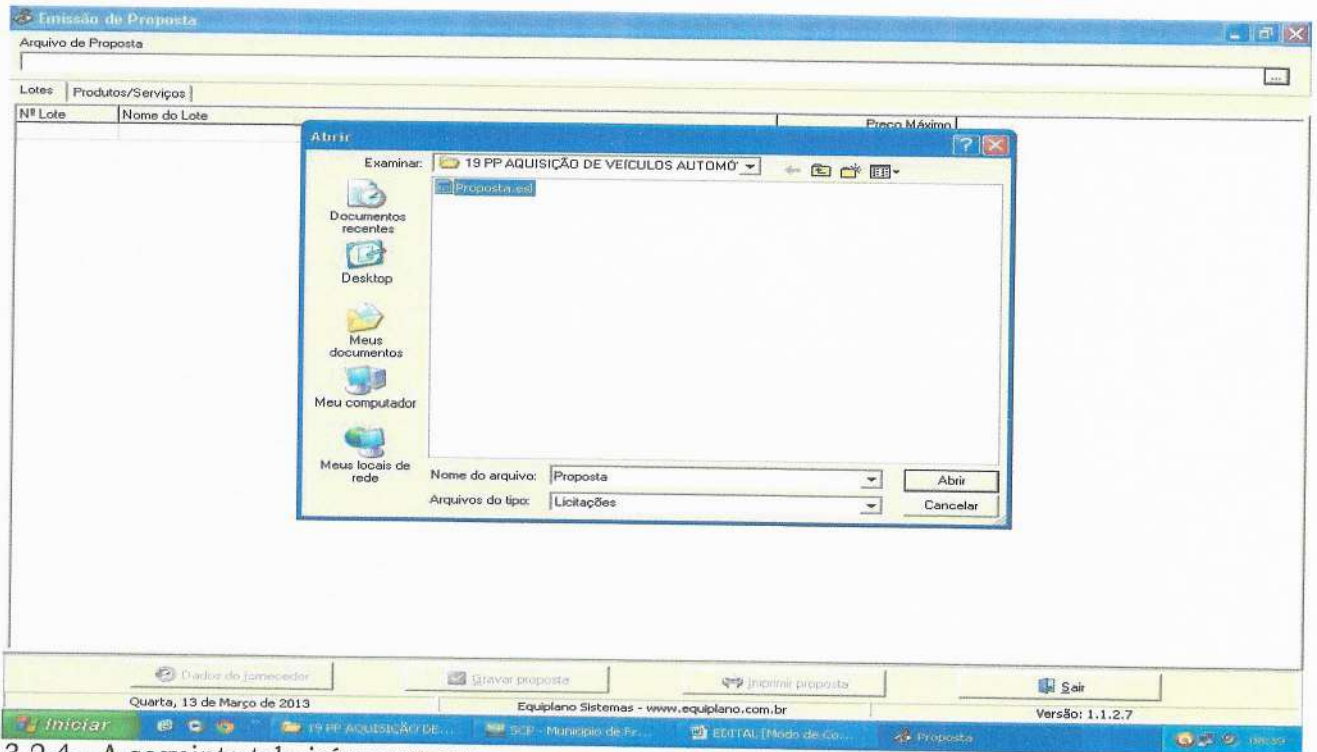 Emissão de Proposta
Arquivo de Proposta
...
Lotes Produtos/Serviços
Nº Lote Nome do Lote Preço Máximo
Abrir
Examinar: 19 PP AQUISIÇÃO DE VEÍCULOS AUTOMÓ
Proposta.esl
Documentos recentes
Desktop
Meus documentos
Meu computador
Meus locais de rede
Nome do arquivo: Proposta Abrir
Arquivos do tipo: Licitações Cancelar
Dados do fornecedor Gravar proposta Imprimir proposta Sair
Quarta, 13 de Março de 2013 Equiplano Sistemas - www.equiplano.com.br Versão: 1.1.2.7
Iniciar 19 PP AQUISIÇÃO DE... SCP - Município de Fr... EDITAL [Modo de Co... Proposta 08:39